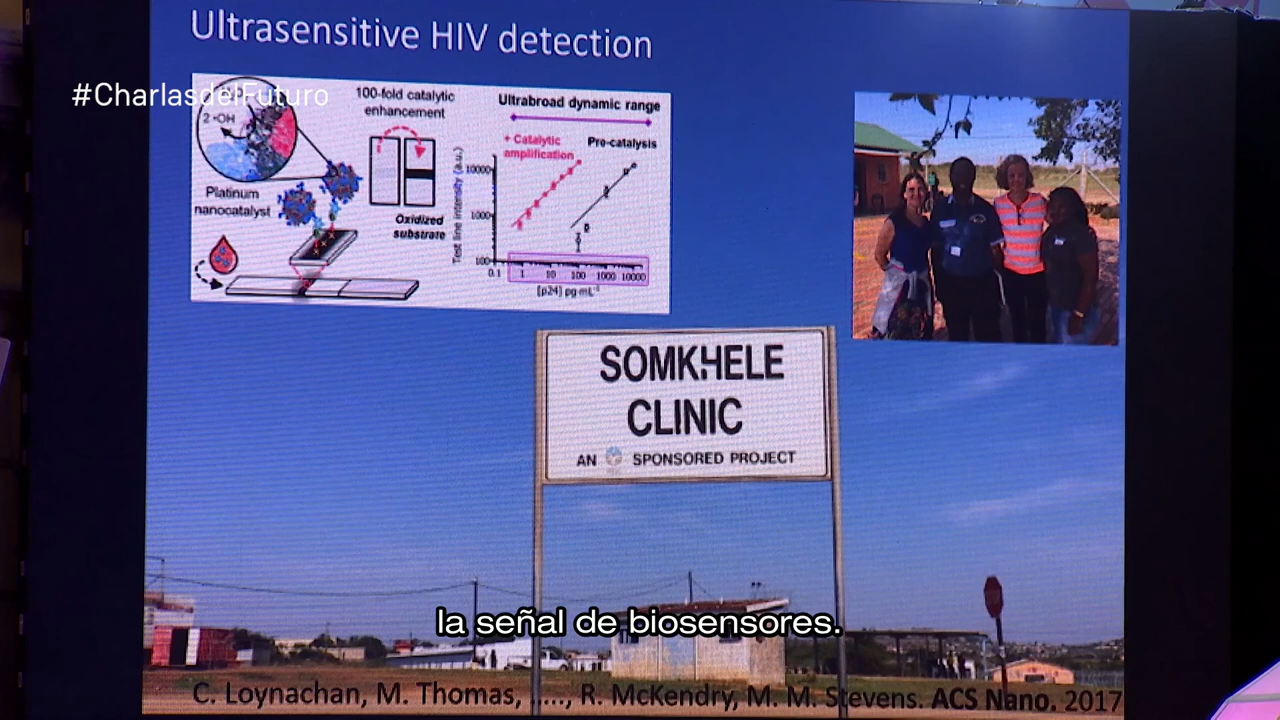 Ultrasensitive HIV detection
#CharlasdelFuturo
2 •OH
100-fold catalytic
enhancement
Platinum
nanocatalyst
Oxidized
substrate
Ultrabroad dynamic range
+ Catalytic
amplification
Pre-catalysis
Test line intensity (a.u.)
10000
1000
100
0.1 1 10 100 1000 10000
[p24] pg mL⁻¹
SOMKHELE
CLINIC
AN SPONSORED PROJECT
la señal de biosensores.
C. Loynachan, M. Thomas, ...., R. McKendry, M. M. Stevens. ACS Nano. 2017